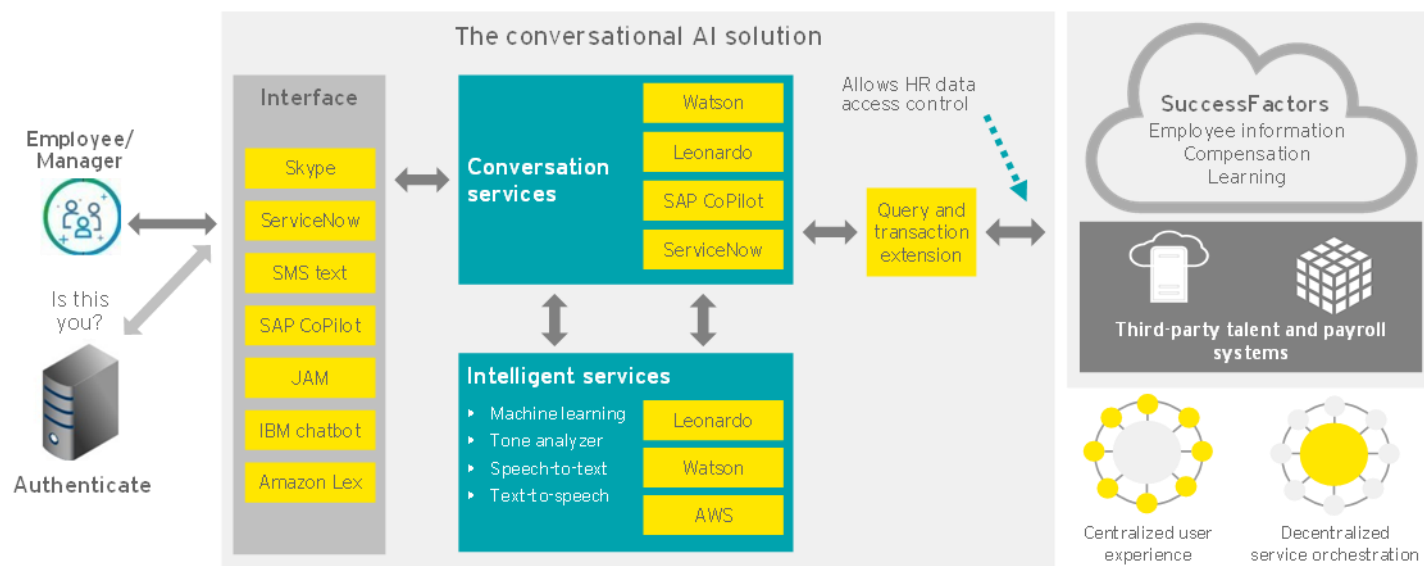 The conversational AI solution
Employee/
Manager
Is this
you?
Authenticate
Interface
Skype
ServiceNow
SMS text
SAP CoPilot
JAM
IBM chatbot
Amazon Lex
Conversation
services
Watson
Leonardo
SAP CoPilot
ServiceNow
Intelligent services
Machine learning
Tone analyzer
Speech-to-text
Text-to-speech
Leonardo
Watson
AWS
Allows HR data
access control
Query and
transaction
extension
SuccessFactors
Employee information
Compensation
Learning
Third-party talent and payroll
systems
Centralized user
experience
Decentralized
service orchestration